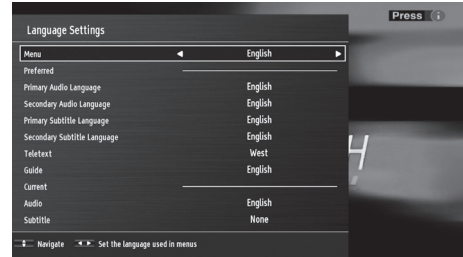 Press i
Language Settings
Menu English
Preferred
Primary Audio Language English
Secondary Audio Language English
Primary Subtitle Language English
Secondary Subtitle Language English
Teletext West
Guide English
Current
Audio English
Subtitle None
Navigate Set the language used in menus